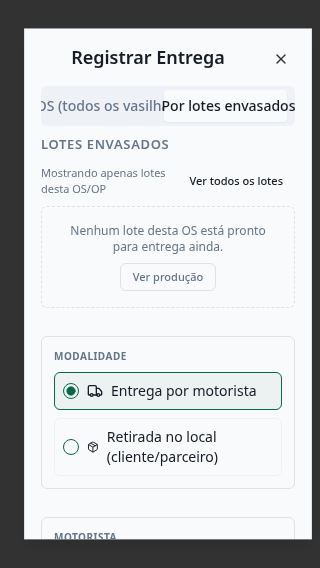 Registrar Entrega
OS (todos os vasilh
Por lotes envasados
LOTES ENVASADOS
Mostrando apenas lotes
desta OS/OP
Ver todos os lotes
Nenhum lote desta OS está pronto
para entrega ainda.
Ver produção
MODALIDADE
Entrega por motorista
Retirada no local
(cliente/parceiro)
MOTORISTA